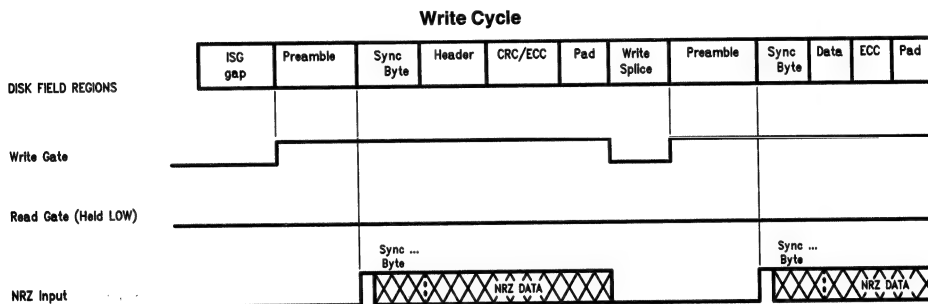 Write Cycle
ISG gap
Preamble
Sync Byte
Header
CRC/ECC
Pad
Write Splice
Preamble
Sync Byte
Data
ECC
Pad
DISK FIELD REGIONS
Write Gate
Read Gate (Held LOW)
Sync ...
Byte
Sync ...
Byte
NRZ Input
NRZ DATA
NRZ DATA